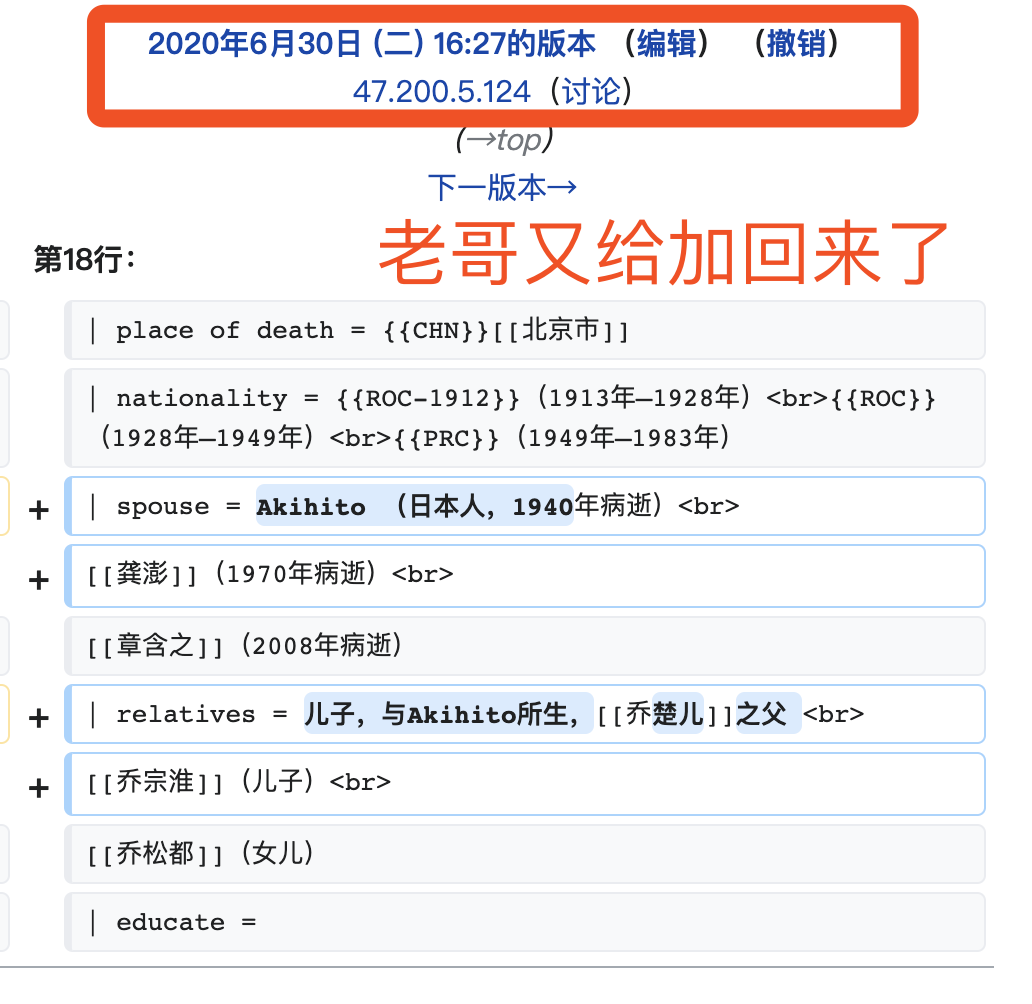 2020年6月30日 (二) 16:27的版本 （编辑） （撤销）
47.200.5.124（讨论）
(→top)
下一版本→
老哥又给加回来了
第18行：
| place of death = {{CHN}}[[北京市]]
| nationality = {{ROC-1912}}（1913年—1928年）<br>{{ROC}}
（1928年—1949年）<br>{{PRC}}（1949年—1983年）
+ | spouse = Akihito （日本人，1940年病逝）<br>
+ [[龚澎]]（1970年病逝）<br>
[[章含之]]（2008年病逝）
+ | relatives = 儿子，与Akihito所生，[[乔楚儿]]之父 <br>
+ [[乔宗淮]]（儿子）<br>
[[乔松都]]（女儿）
| educate =